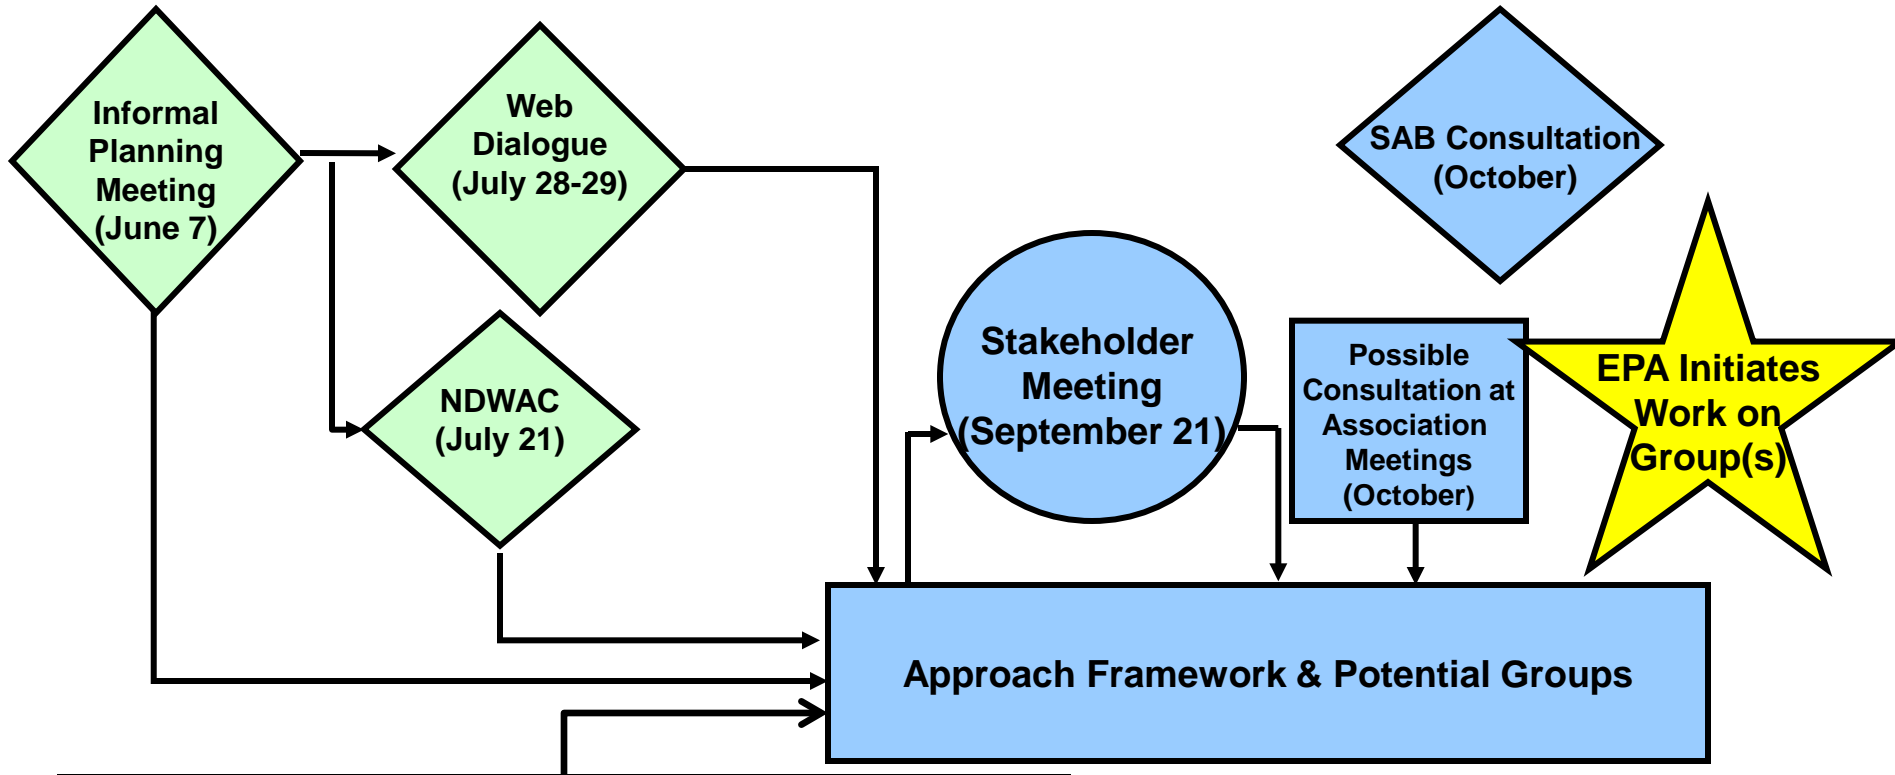 Informal
Planning
Meeting
(June 7)
Web
Dialogue
(July 28-29)
NDWAC
(July 21)
SAB Consultation
(October)
Stakeholder
Meeting
(September 21)
Possible
Consultation at
Association
Meetings
(October)
EPA Initiates
Work on
Group(s)
Approach Framework & Potential Groups